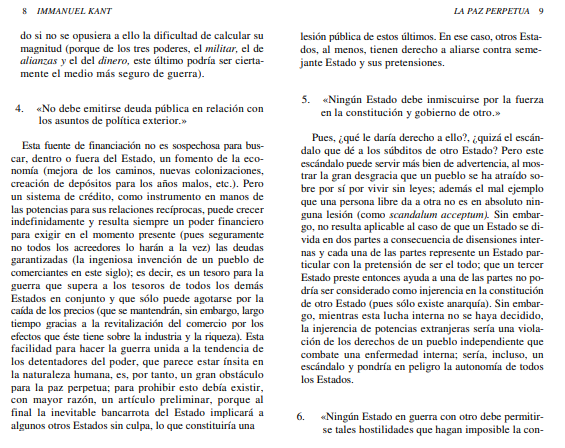 8 IMMANUEL KANT
do si no se opusiera a ello la dificultad de calcular su
magnitud (porque de los tres poderes, el militar, el de
alianzas y el del dinero, este último podría ser cierta-
mente el medio más seguro de guerra).
4. «No debe emitirse deuda pública en relación con
los asuntos de política exterior.»
Esta fuente de financiación no es sospechosa para bus-
car, dentro o fuera del Estado, un fomento de la eco-
nomía (mejora de los caminos, nuevas colonizaciones,
creación de depósitos para los años malos, etc.). Pero
un sistema de crédito, como instrumento en manos de
las potencias para sus relaciones recíprocas, puede crecer
indefinidamente y resulta siempre un poder financiero
para exigir en el momento presente (pues seguramente
no todos los acreedores lo harán a la vez) las deudas
garantizadas (la ingeniosa invención de un pueblo de
comerciantes en este siglo); es decir, es un tesoro para la
guerra que supera a los tesoros de todos los demás
Estados en conjunto y que sólo puede agotarse por la
caída de los precios (que se mantendrán, sin embargo, largo
tiempo gracias a la revitalización del comercio por los
efectos que éste tiene sobre la industria y la riqueza). Esta
facilidad para hacer la guerra unida a la tendencia de
los detentadores del poder, que parece estar ínsita en
la naturaleza humana, es, por tanto, un gran obstáculo
para la paz perpetua; para prohibir esto debía existir,
con mayor razón, un artículo preliminar, porque al
final la inevitable bancarrota del Estado implicará a
algunos otros Estados sin culpa, lo que constituiría una
LA PAZ PERPETUA 9
lesión pública de estos últimos. En ese caso, otros Esta-
dos, al menos, tienen derecho a aliarse contra seme-
jante Estado y sus pretensiones.
5. «Ningún Estado debe inmiscuirse por la fuerza
en la constitución y gobierno de otro.»
Pues, ¿qué le daría derecho a ello?, ¿quizá el escán-
dalo que dé a los súbditos de otro Estado? Pero este
escándalo puede servir más bien de advertencia, al mos-
trar la gran desgracia que un pueblo se ha atraído so-
bre por sí por vivir sin leyes; además el mal ejemplo
que una persona libre da a otra no es en absoluto nin-
guna lesión (como scandalum acceptum). Sin embar-
go, no resulta aplicable al caso de que un Estado se di-
vida en dos partes a consecuencia de disensiones inter-
nas y cada una de las partes represente un Estado par-
ticular con la pretensión de ser el todo; que un tercer
Estado preste entonces ayuda a una de las partes no po-
dría ser considerado como injerencia en la constitución
de otro Estado (pues sólo existe anarquía). Sin embar-
go, mientras esta lucha interna no se haya decidido,
la injerencia de potencias extranjeras sería una viola-
ción de los derechos de un pueblo independiente que
combate una enfermedad interna; sería, incluso, un
escándalo y pondría en peligro la autonomía de todos
los Estados.
6. «Ningún Estado en guerra con otro debe permitir-
se tales hostilidades que hagan imposible la con-